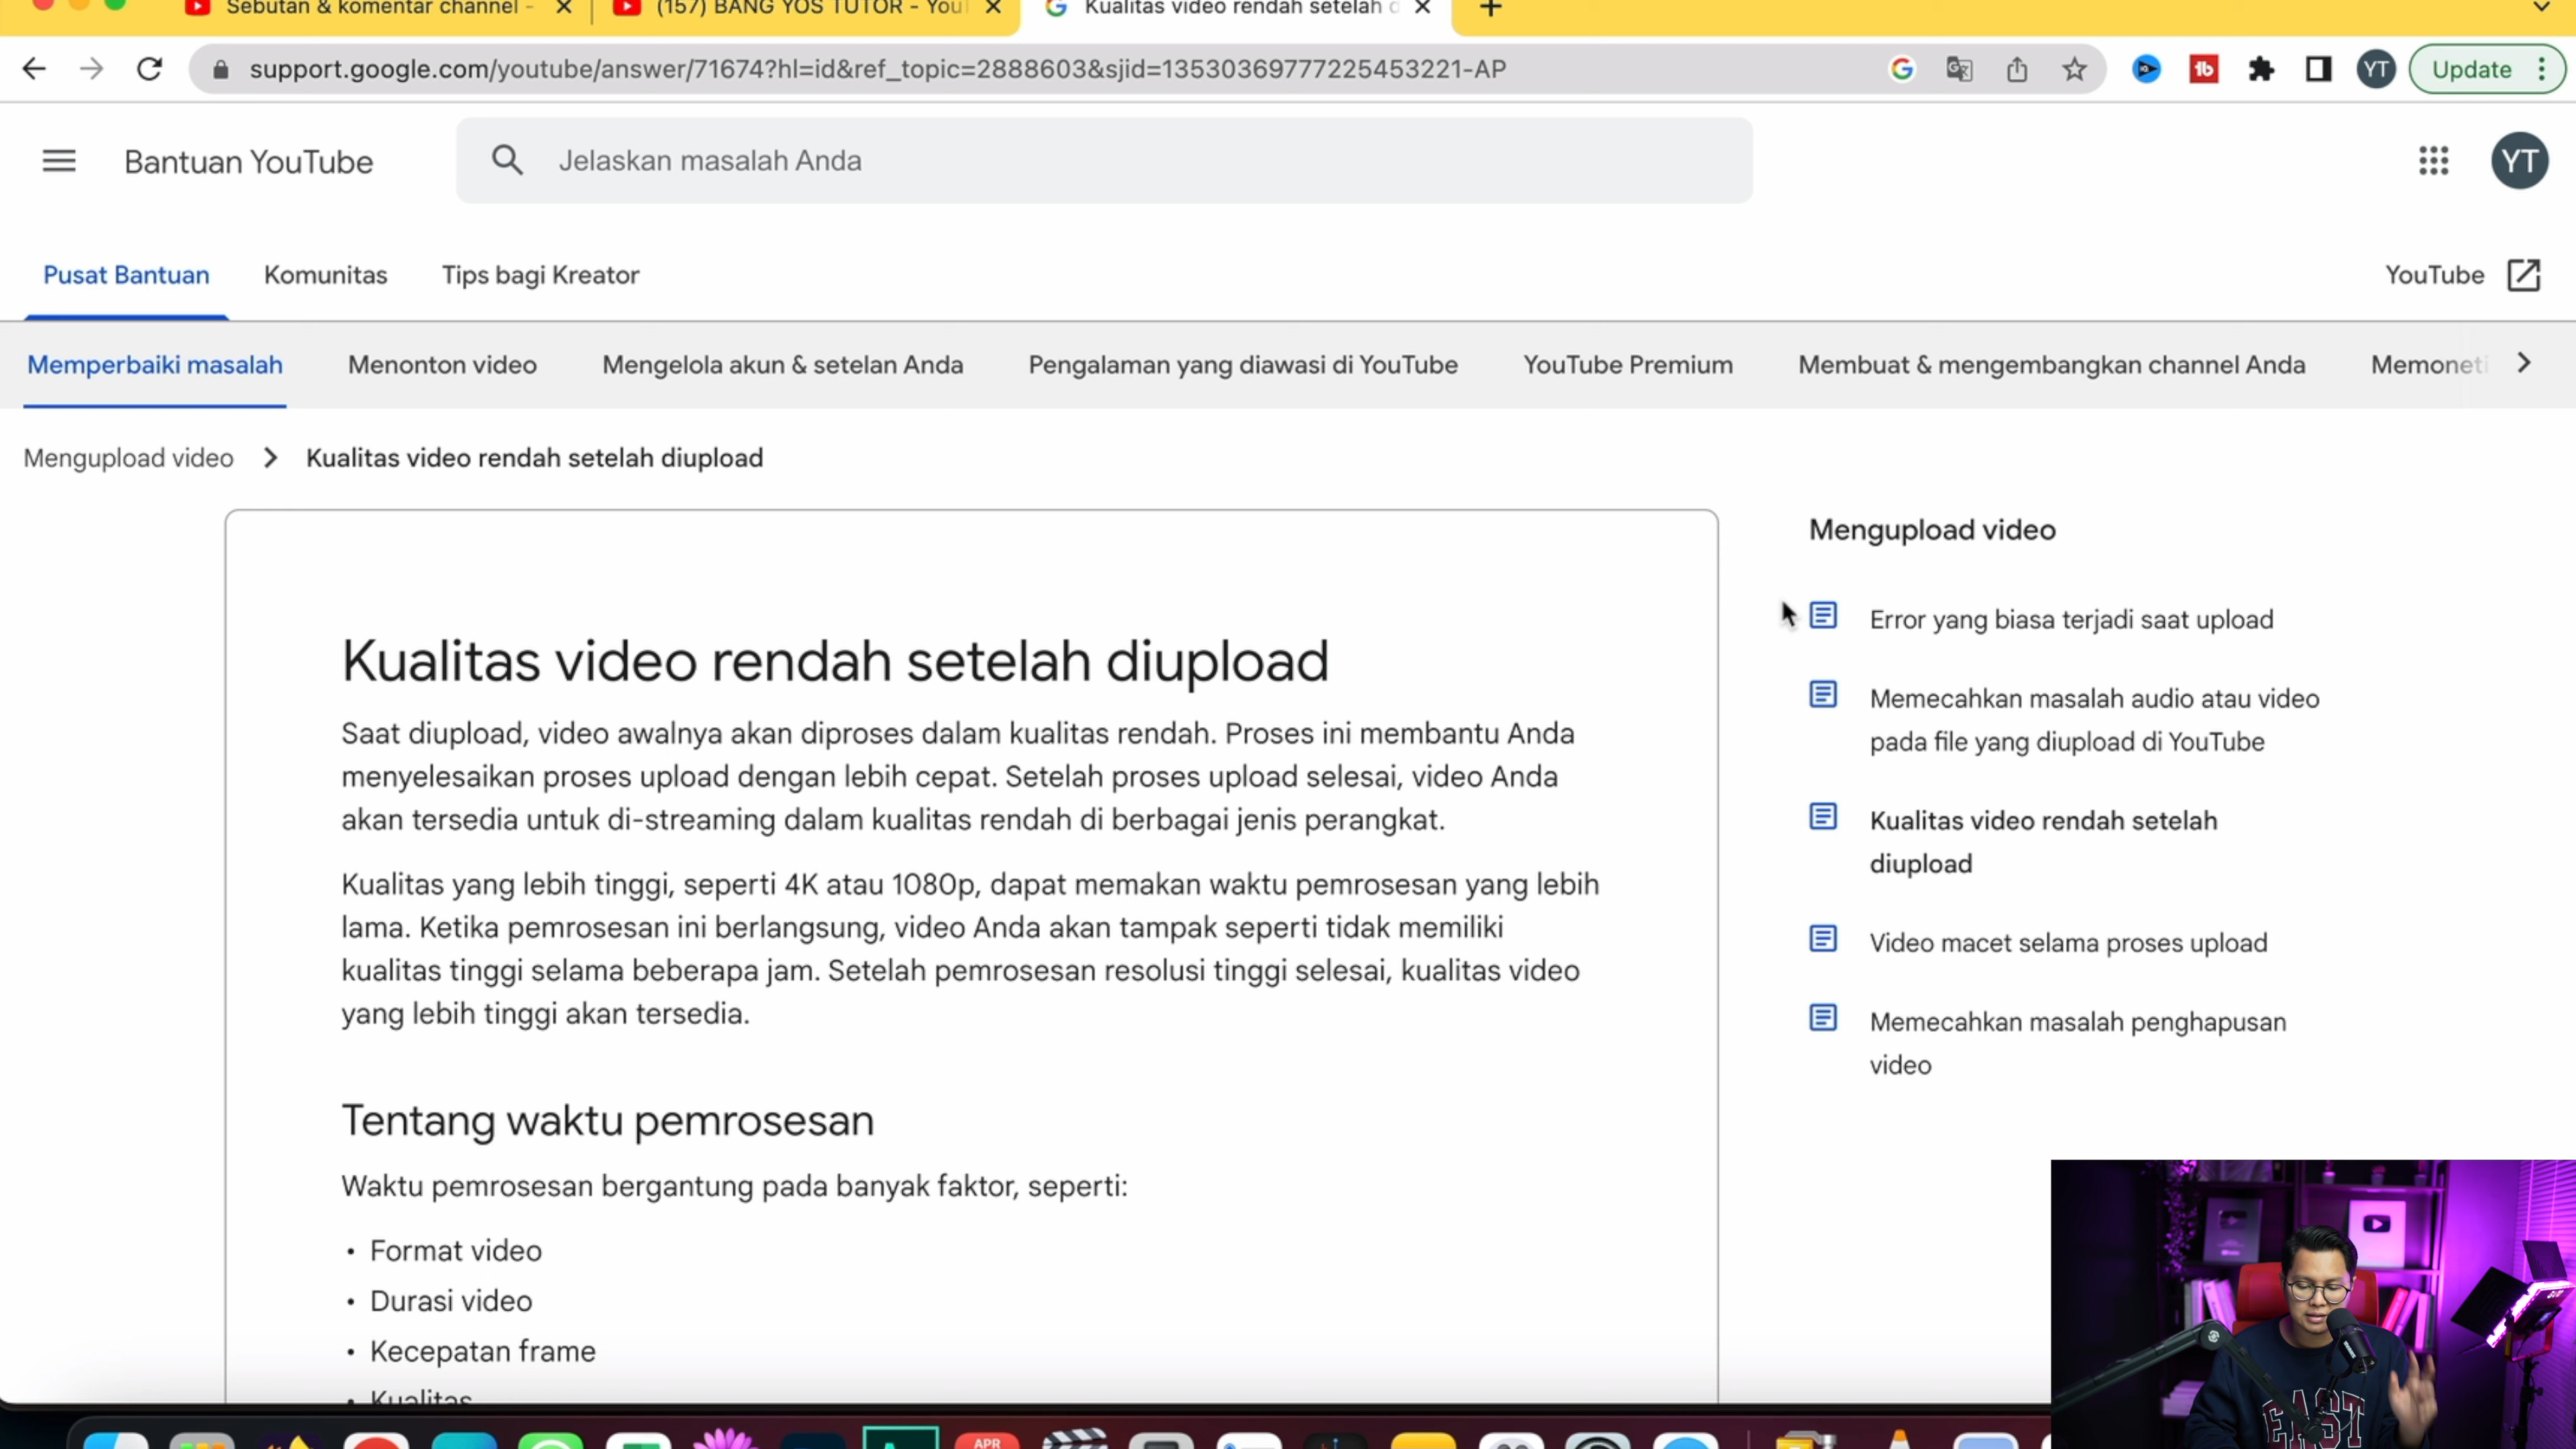 Sebutan & komentar channel -
(157) BANG YOS TUTOR - You
Kualitas video rendah setelah d
support.google.com/youtube/answer/71674?hl=id&ref_topic=2888603&sjid=13530369777225453221-AP
YT
Update
Bantuan YouTube
Jelaskan masalah Anda
YT
Pusat Bantuan
Komunitas
Tips bagi Kreator
YouTube
Memperbaiki masalah
Menonton video
Mengelola akun & setelan Anda
Pengalaman yang diawasi di YouTube
YouTube Premium
Membuat & mengembangkan channel Anda
Memoneti
Mengupload video
Kualitas video rendah setelah diupload
Kualitas video rendah setelah diupload
Saat diupload, video awalnya akan diproses dalam kualitas rendah. Proses ini membantu Anda
menyelesaikan proses upload dengan lebih cepat. Setelah proses upload selesai, video Anda
akan tersedia untuk di-streaming dalam kualitas rendah di berbagai jenis perangkat.
Kualitas yang lebih tinggi, seperti 4K atau 1080p, dapat memakan waktu pemrosesan yang lebih
lama. Ketika pemrosesan ini berlangsung, video Anda akan tampak seperti tidak memiliki
kualitas tinggi selama beberapa jam. Setelah pemrosesan resolusi tinggi selesai, kualitas video
yang lebih tinggi akan tersedia.
Tentang waktu pemrosesan
Waktu pemrosesan bergantung pada banyak faktor, seperti:
• Format video
• Durasi video
• Kecepatan frame
• Kualitas
Mengupload video
Error yang biasa terjadi saat upload
Memecahkan masalah audio atau video
pada file yang diupload di YouTube
Kualitas video rendah setelah
diupload
Video macet selama proses upload
Memecahkan masalah penghapusan
video
APR
EAST